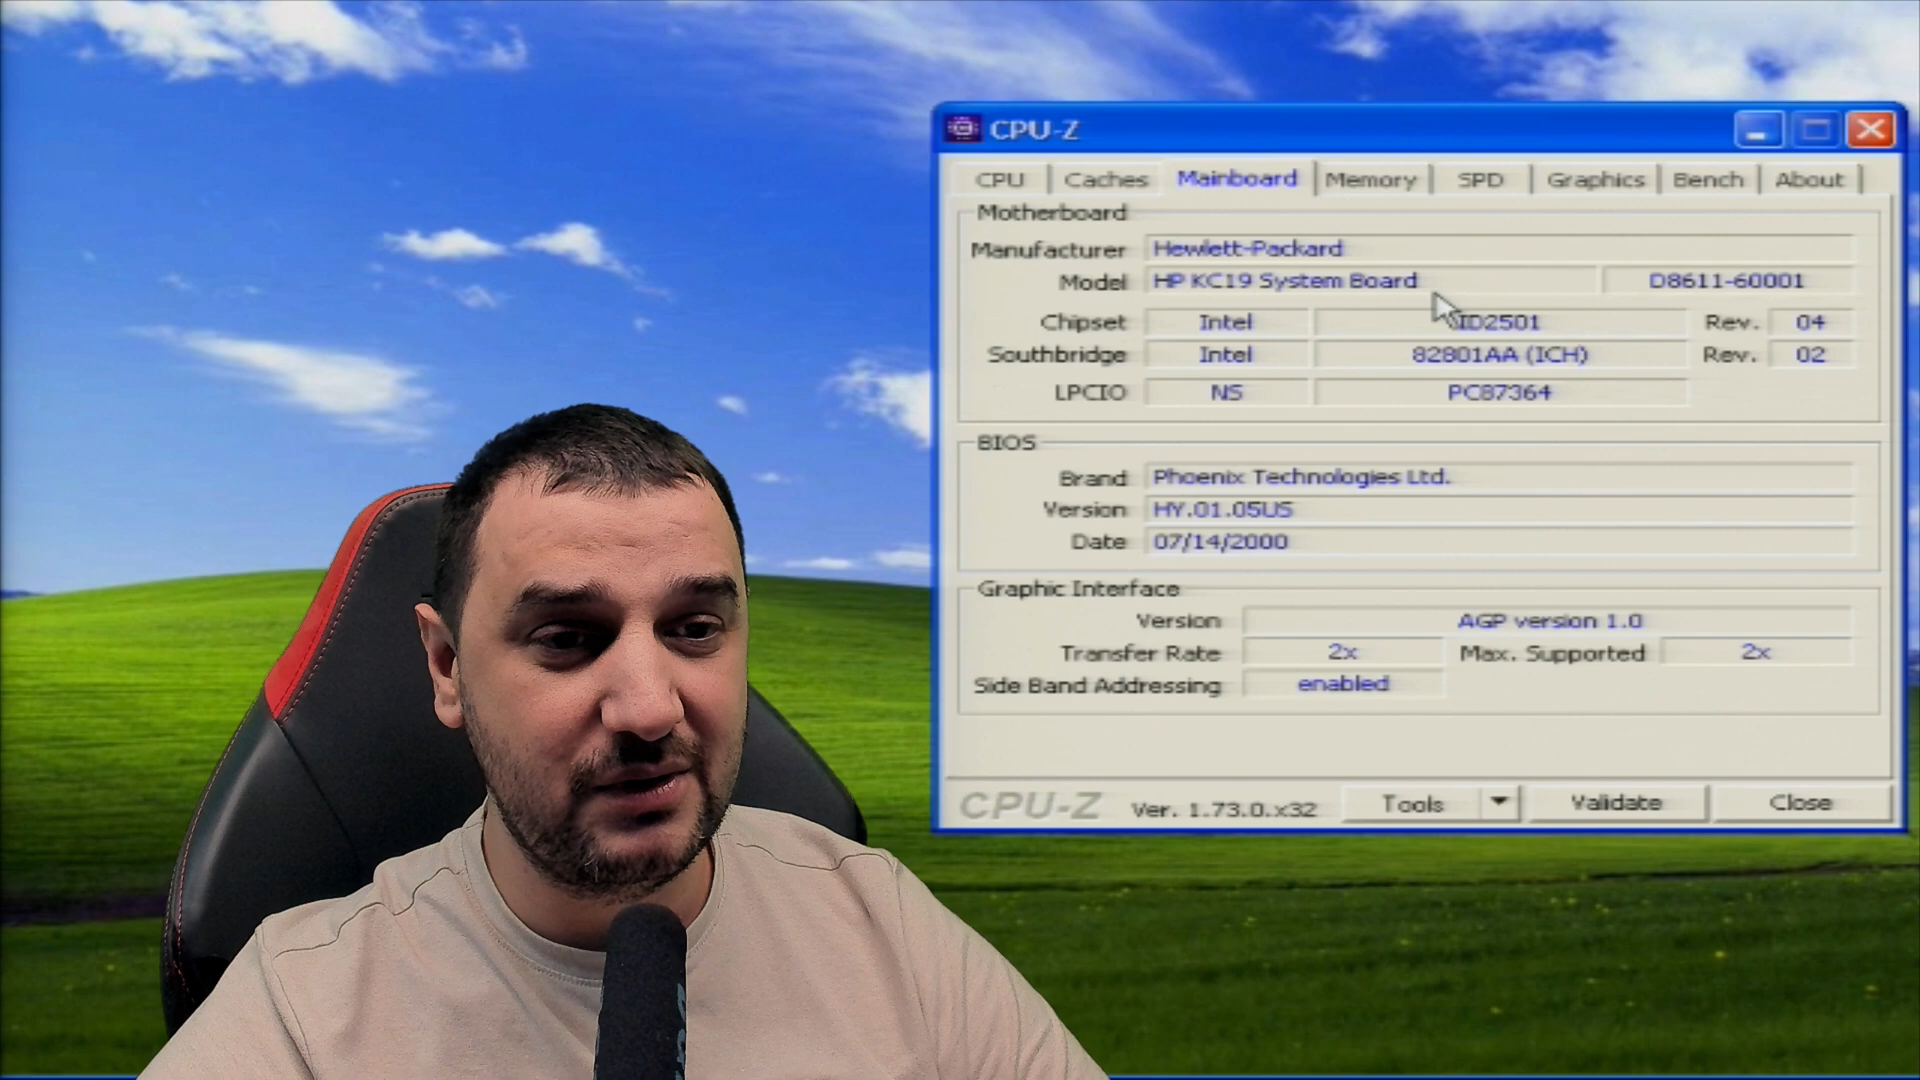 CPU-Z
CPU Caches Mainboard Memory SPD Graphics Bench About
Motherboard
Manufacturer Hewlett-Packard
Model HP KC19 System Board D8611-60001
Chipset Intel ID2501 Rev. 04
Southbridge Intel 82801AA (ICH) Rev. 02
LPCIO NS PC87364
BIOS
Brand Phoenix Technologies Ltd.
Version HY.01.05US
Date 07/14/2000
Graphic Interface
Version AGP version 1.0
Transfer Rate 2x Max. Supported 2x
Side Band Addressing enabled
CPU-Z Ver. 1.73.0.x32 Tools Validate Close